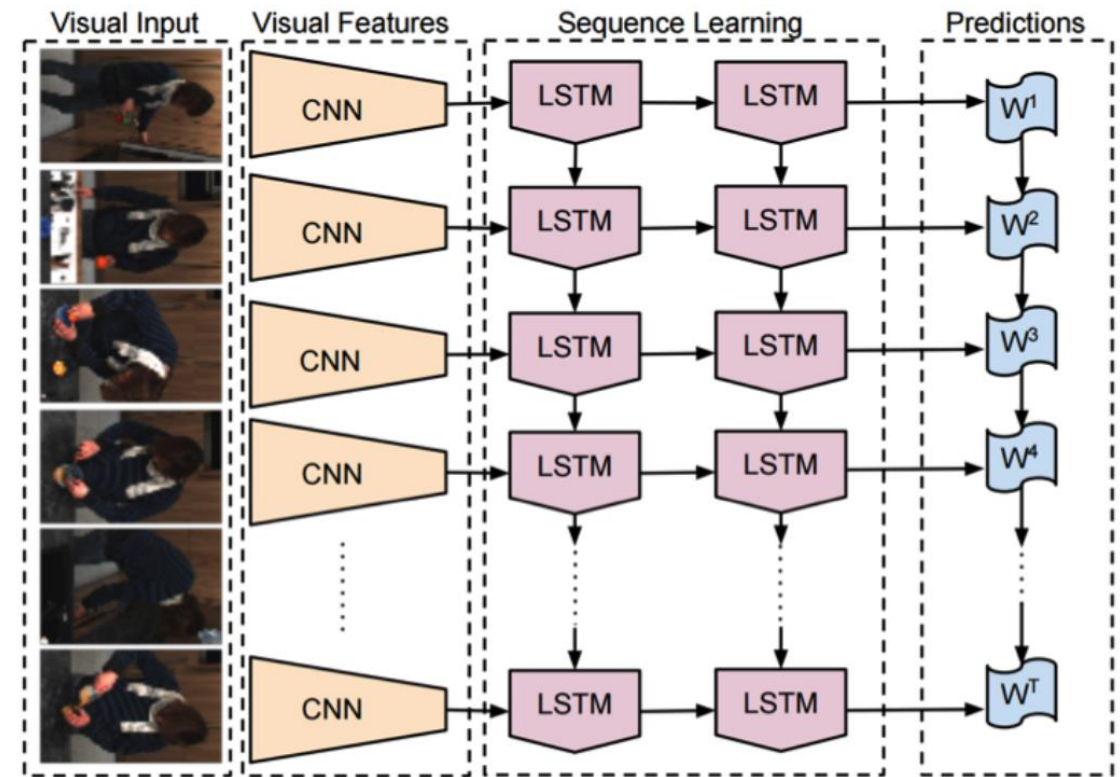 Visual Input Visual Features Sequence Learning Predictions
CNN LSTM LSTM W¹
CNN LSTM LSTM W²
CNN LSTM LSTM W³
CNN LSTM LSTM W⁴
CNN LSTM LSTM Wᵀ